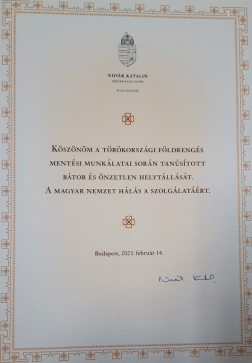 NOVÁK KATALIN
KÖSZÖNÖM A TÖRÖKORSZÁGI FÖLDRENGÉS
MENTÉSI MUNKÁLATAI SORÁN TANÚSÍTOTT
BÁTOR ÉS ÖNZETLEN HELYTÁLLÁSÁT.
A MAGYAR NEMZET HÁLÁS A SZOLGÁLATÁÉRT.
Budapest, 2023. február 14.